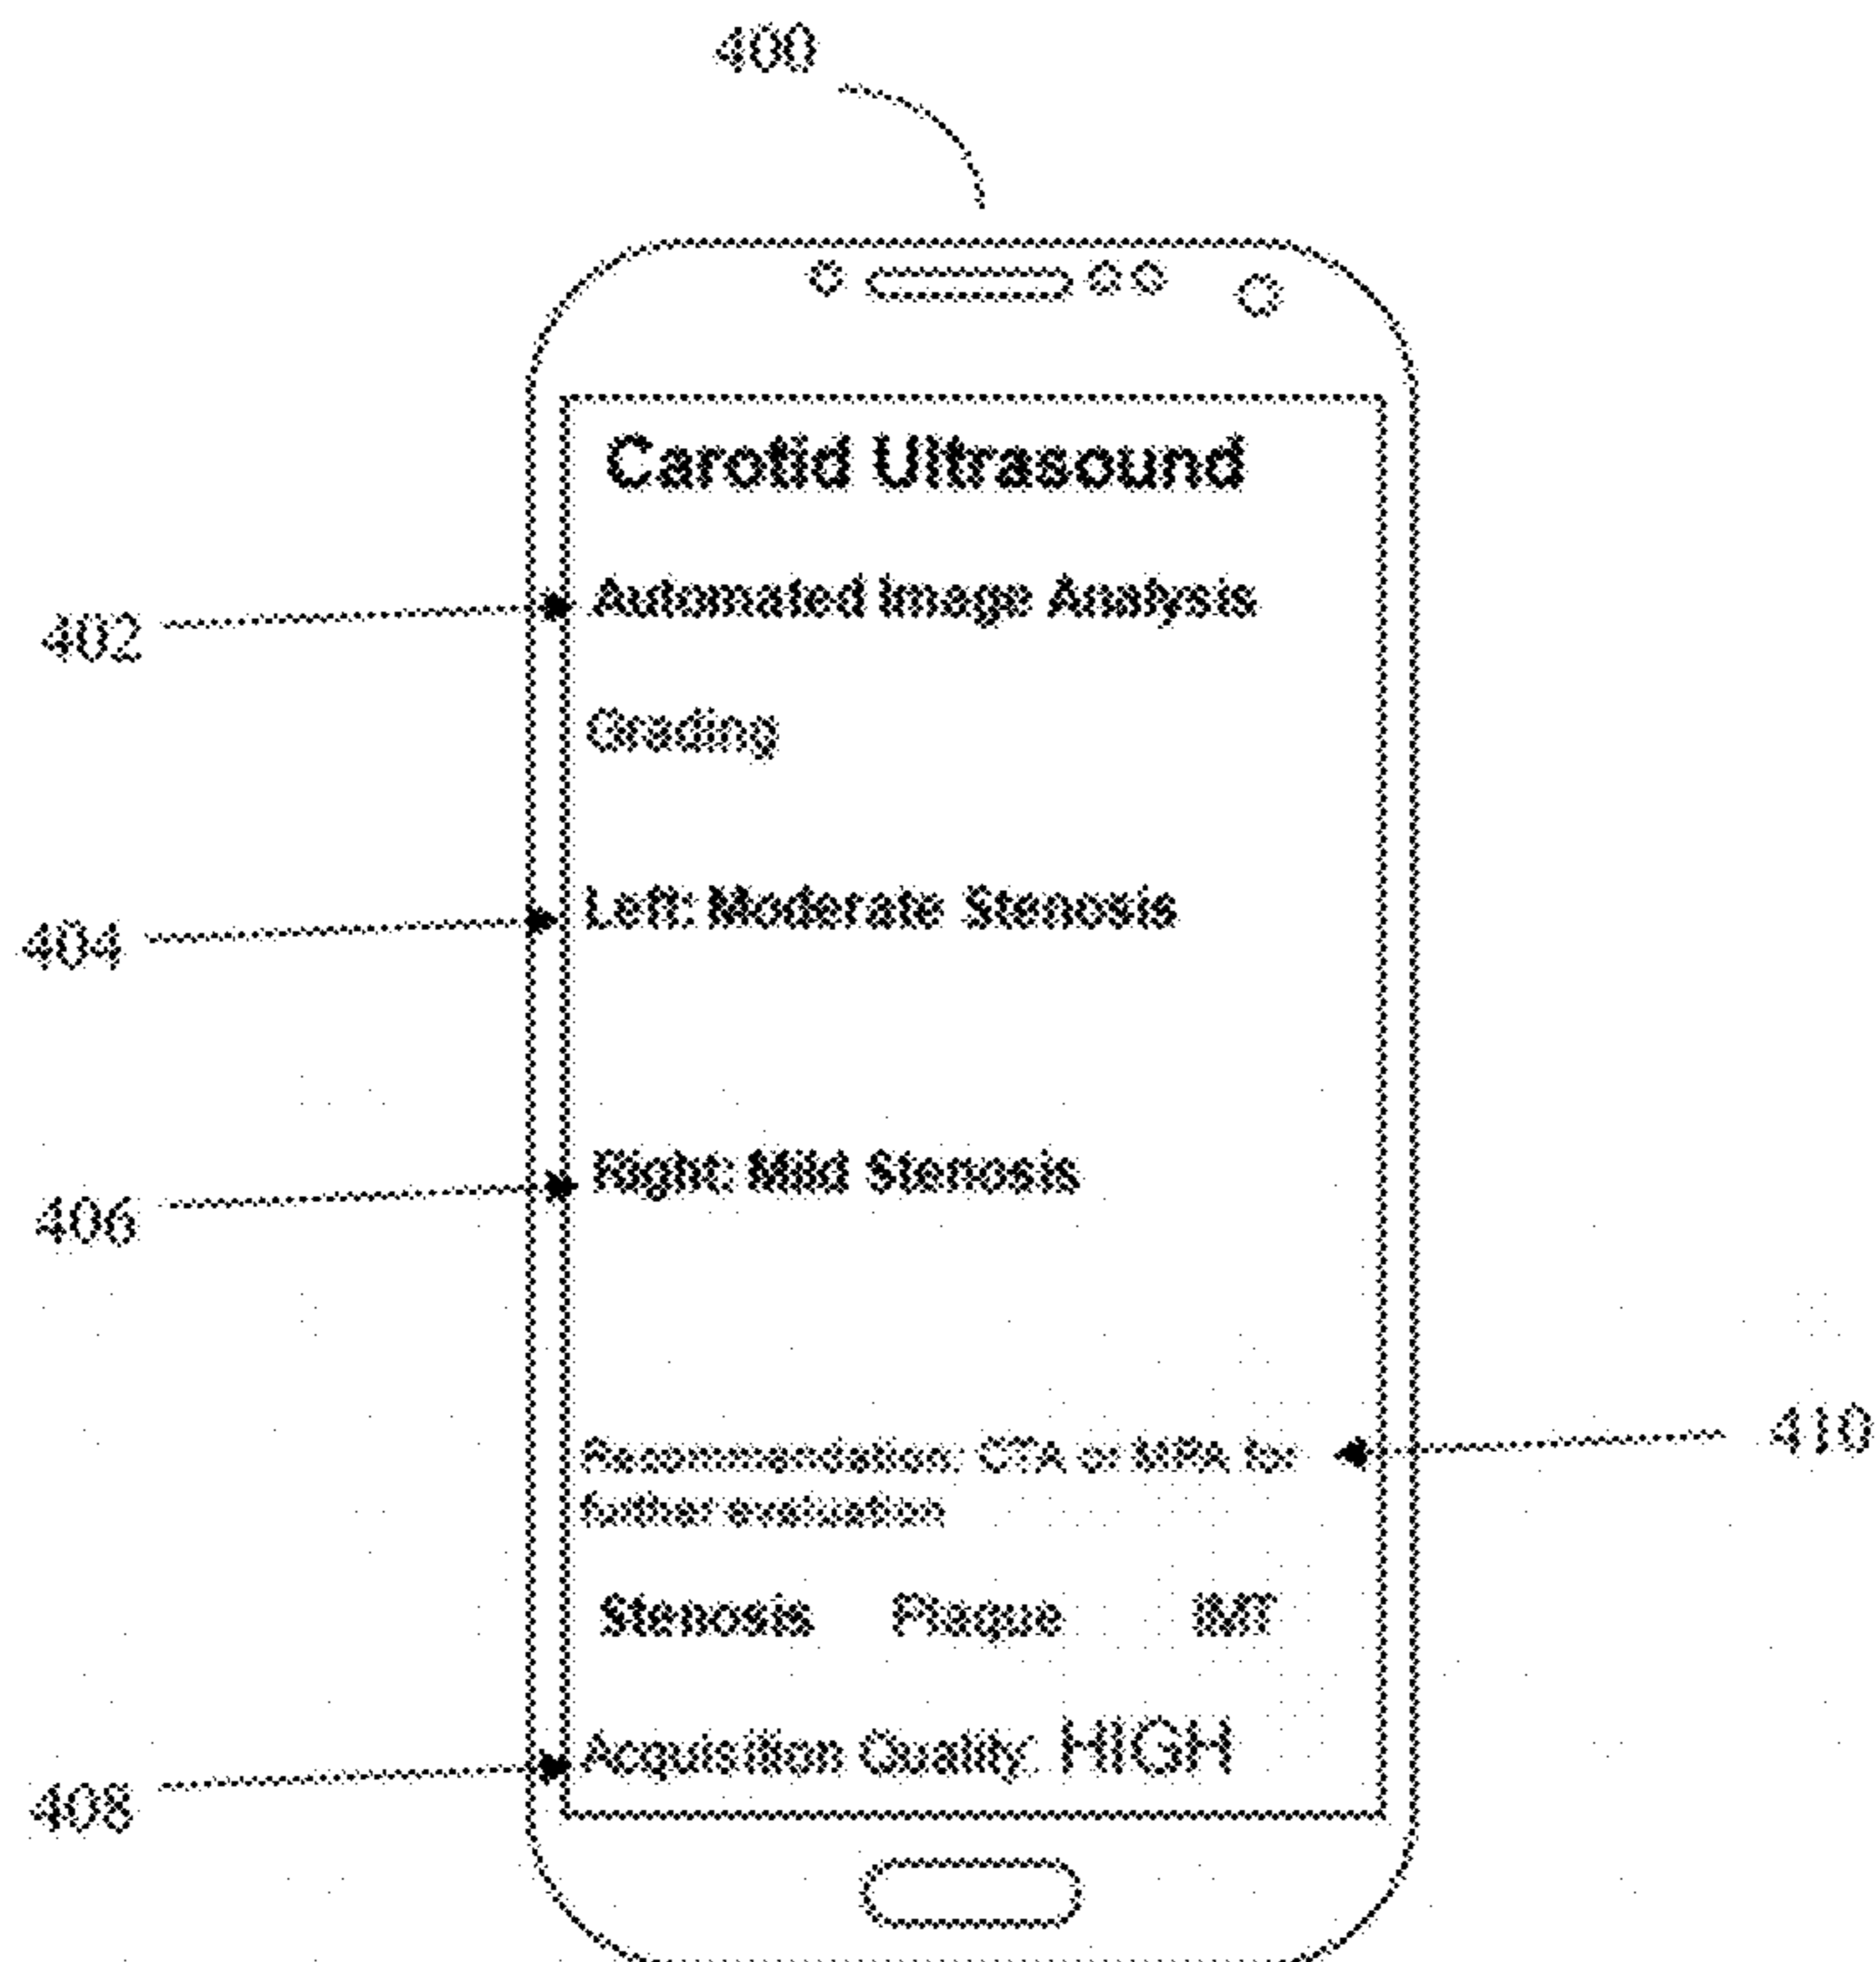 400
Carotid Ultrasound
402
Automated Image Analysis
Grading
404
Left: Moderate Stenosis
406
Right: Mild Stenosis
Recommendation: CTA or MRA for
further evaluation
410
Stenosis Plaque IMT
408
Acquisition Quality: HIGH